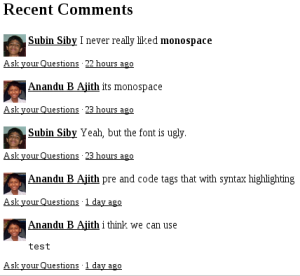 Recent Comments
Subin Siby I never really liked monospace
Ask your Questions · 22 hours ago
Anandu B Ajith its monospace
Ask your Questions · 23 hours ago
Subin Siby Yeah, but the font is ugly.
Ask your Questions · 23 hours ago
Anandu B Ajith pre and code tags that with syntax highlighting
Ask your Questions · 1 day ago
Anandu B Ajith i think we can use
test
Ask your Questions · 1 day ago